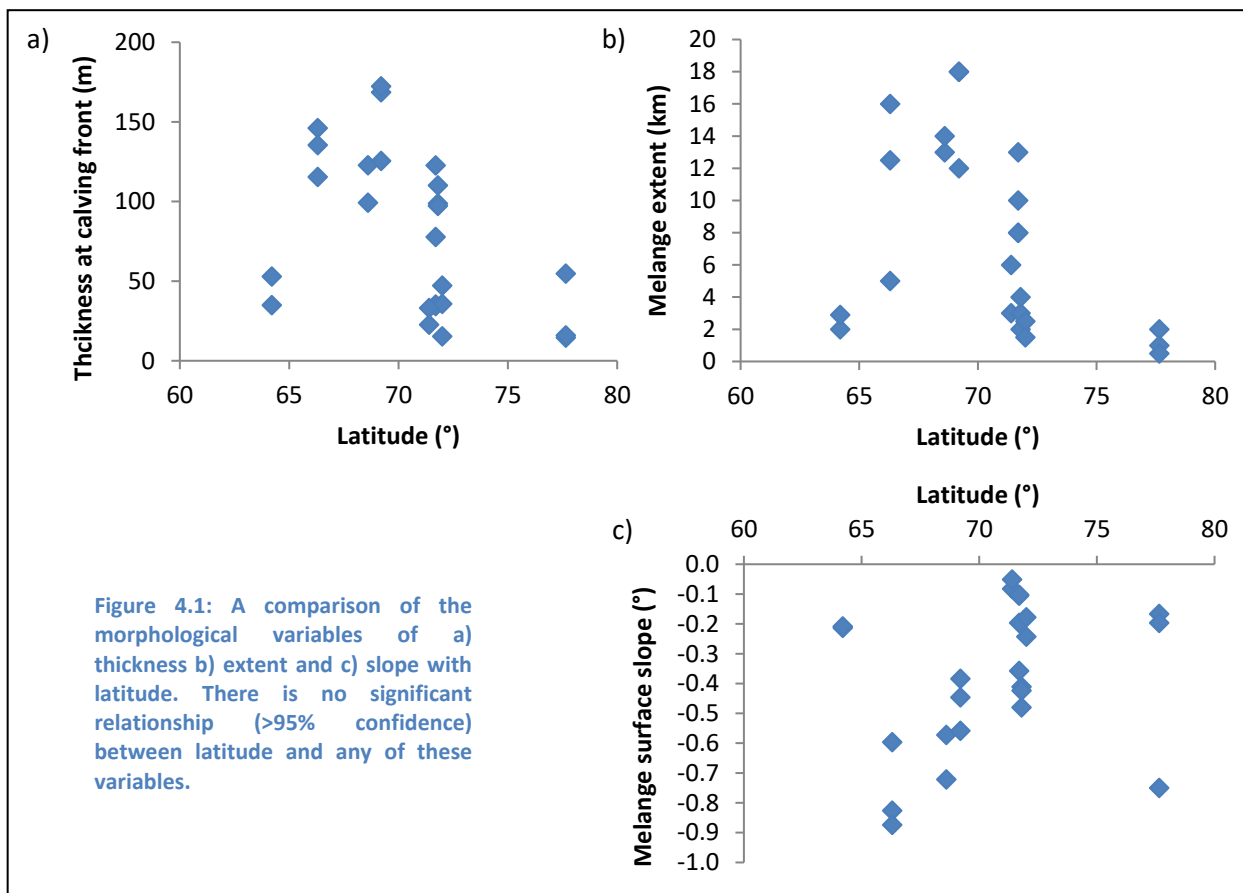 a)
200
150
100
50
0
Thcikness at calving front (m)
60 65 70 75 80
Latitude (°)
b)
20
18
16
14
12
10
8
6
4
2
0
Melange extent (km)
60 65 70 75 80
Latitude (°)
c)
Latitude (°)
60 65 70 75 80
0.0
-0.1
-0.2
-0.3
-0.4
-0.5
-0.6
-0.7
-0.8
-0.9
-1.0
Melange surface slope (°)
Figure 4.1: A comparison of the
morphological variables of a)
thickness b) extent and c) slope with
latitude. There is no significant
relationship (>95% confidence)
between latitude and any of these
variables.